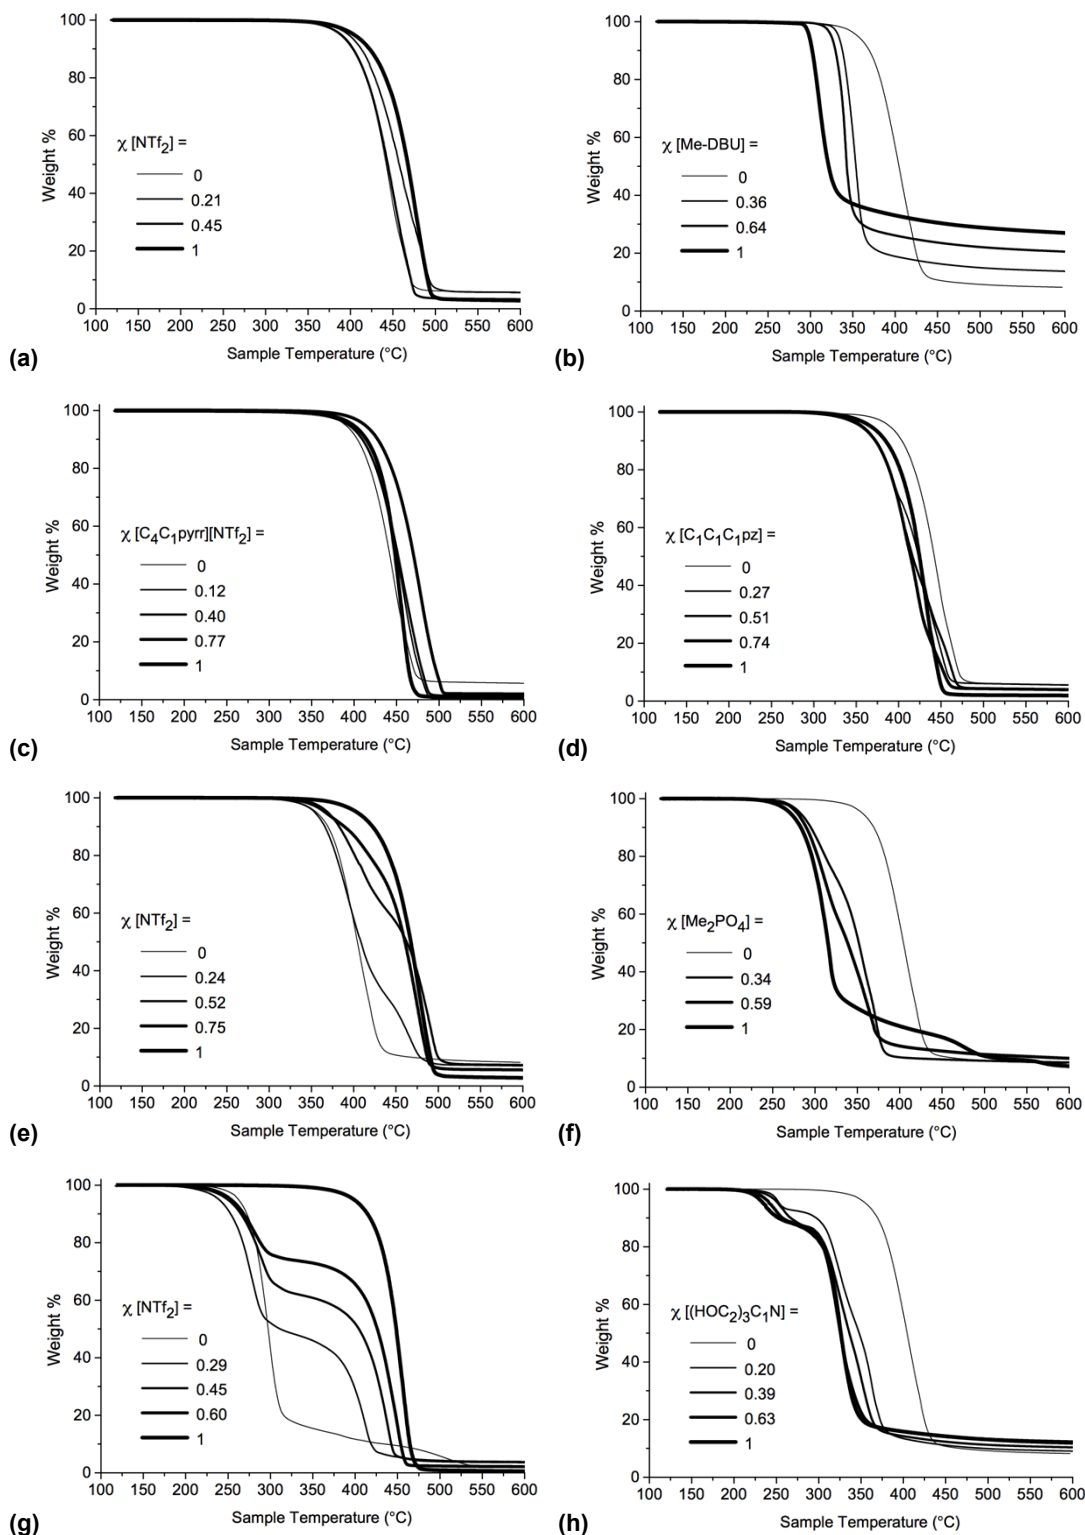 100
80
60
40
20
0
Weight %
χ [NTf2] =
0
0.21
0.45
1
100 150 200 250 300 350 400 450 500 550 600
Sample Temperature (°C)
(a)
100
80
60
40
20
0
Weight %
χ [Me-DBU] =
0
0.36
0.64
1
100 150 200 250 300 350 400 450 500 550 600
Sample Temperature (°C)
(b)
100
80
60
40
20
0
Weight %
χ [C4C1pyrr][NTf2] =
0
0.12
0.40
0.77
1
100 150 200 250 300 350 400 450 500 550 600
Sample Temperature (°C)
(c)
100
80
60
40
20
0
Weight %
χ [C1C1C1pz] =
0
0.27
0.51
0.74
1
100 150 200 250 300 350 400 450 500 550 600
Sample Temperature (°C)
(d)
100
80
60
40
20
0
Weight %
χ [NTf2] =
0
0.24
0.52
0.75
1
100 150 200 250 300 350 400 450 500 550 600
Sample Temperature (°C)
(e)
100
80
60
40
20
0
Weight %
χ [Me2PO4] =
0
0.34
0.59
1
100 150 200 250 300 350 400 450 500 550 600
Sample Temperature (°C)
(f)
100
80
60
40
20
0
Weight %
χ [NTf2] =
0
0.29
0.45
0.60
1
100 150 200 250 300 350 400 450 500 550 600
Sample Temperature (°C)
(g)
100
80
60
40
20
0
Weight %
χ [(HOC2)3C1N] =
0
0.20
0.39
0.63
1
100 150 200 250 300 350 400 450 500 550 600
Sample Temperature (°C)
(h)